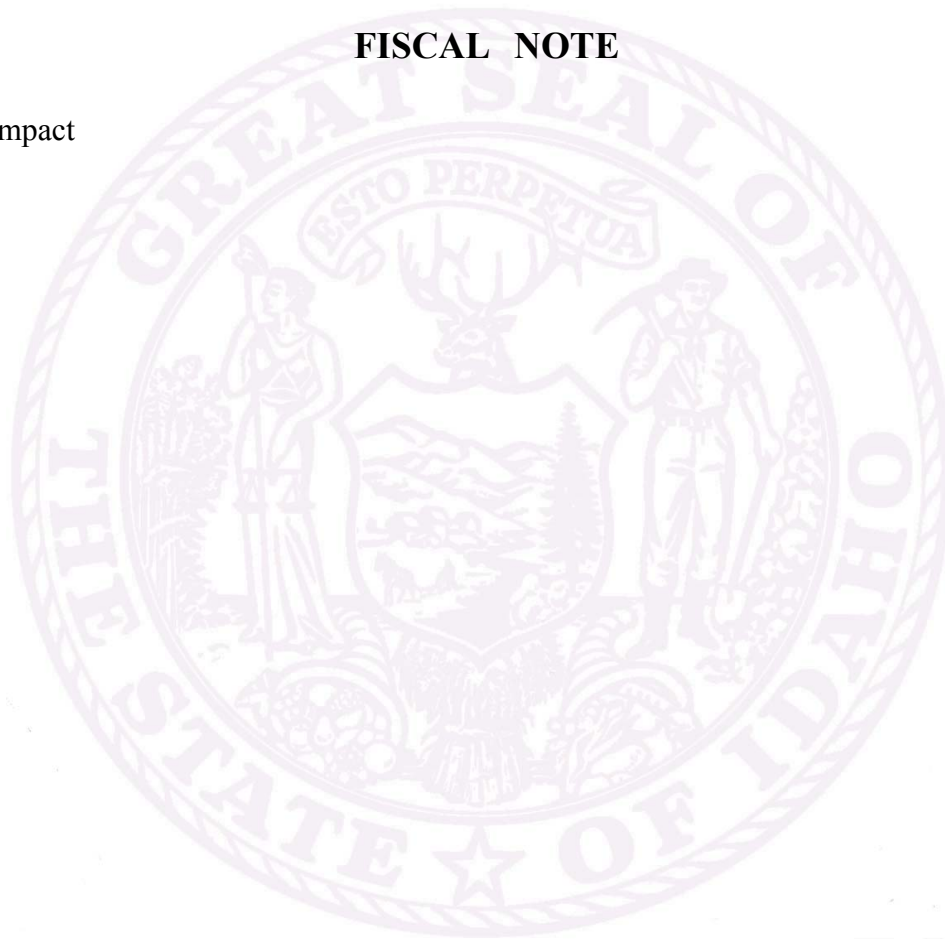 FISCAL NOTE
mpact
GREAT SEAL OF
THE STATE OF IDAHO
ESTO PERPETUA